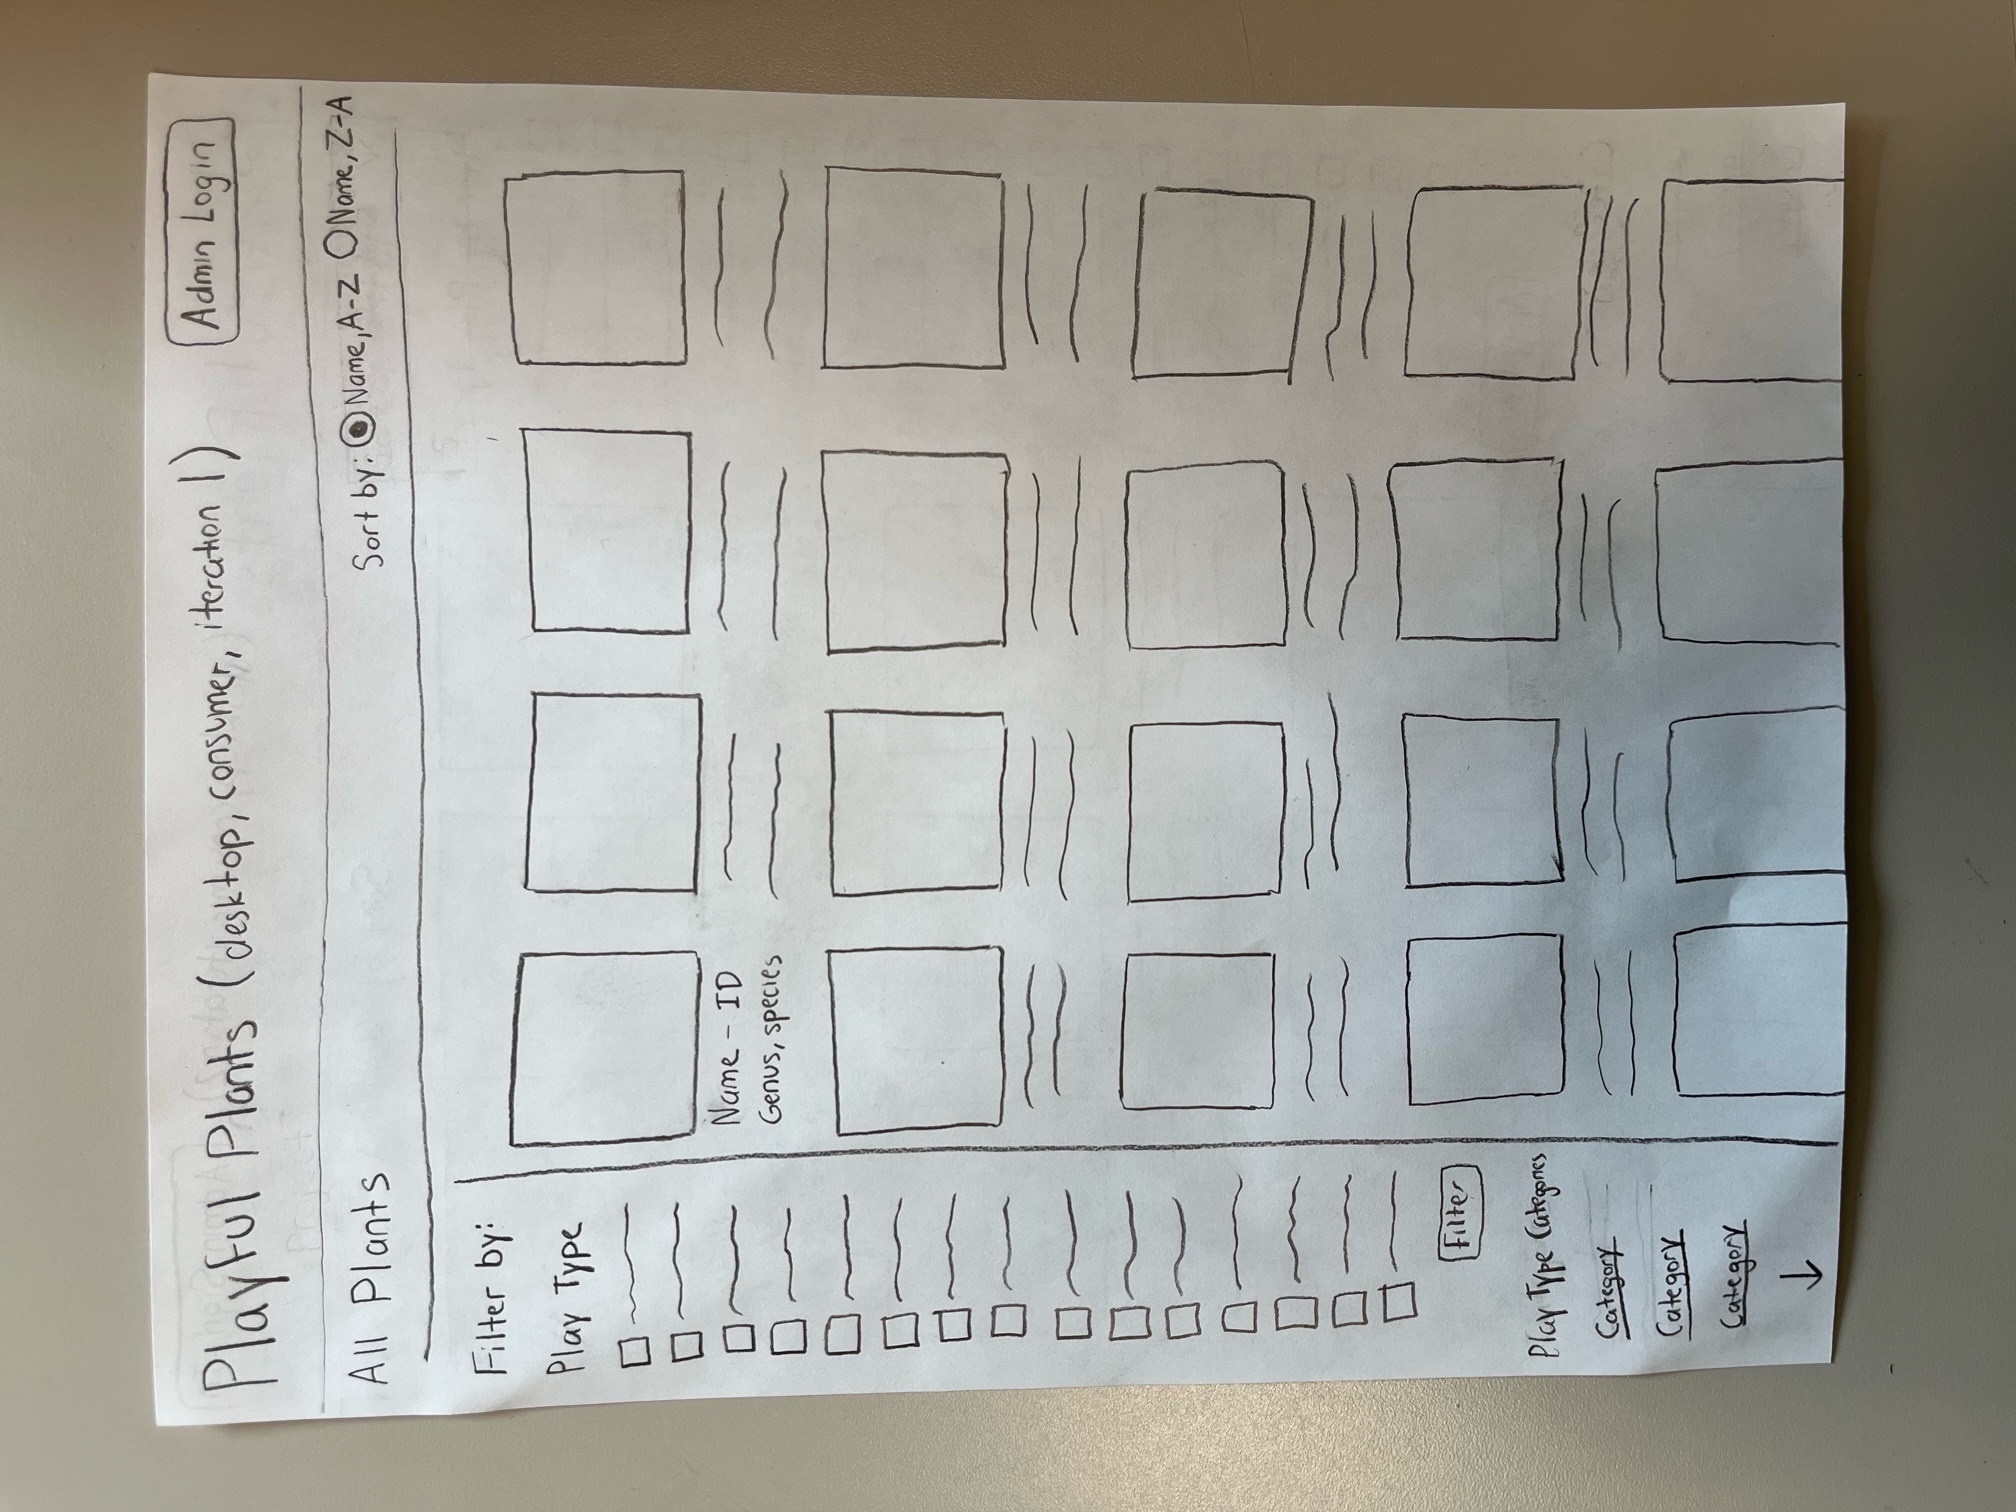 Playful Plants (desktop, consumer, iteration 1)
Admin Login
All Plants
Sort by: Name, A-Z Name, Z-A
Filter by:
Play Type
Name - ID
Genus, species
Filter
Play Type Categories
Category
Category
Category